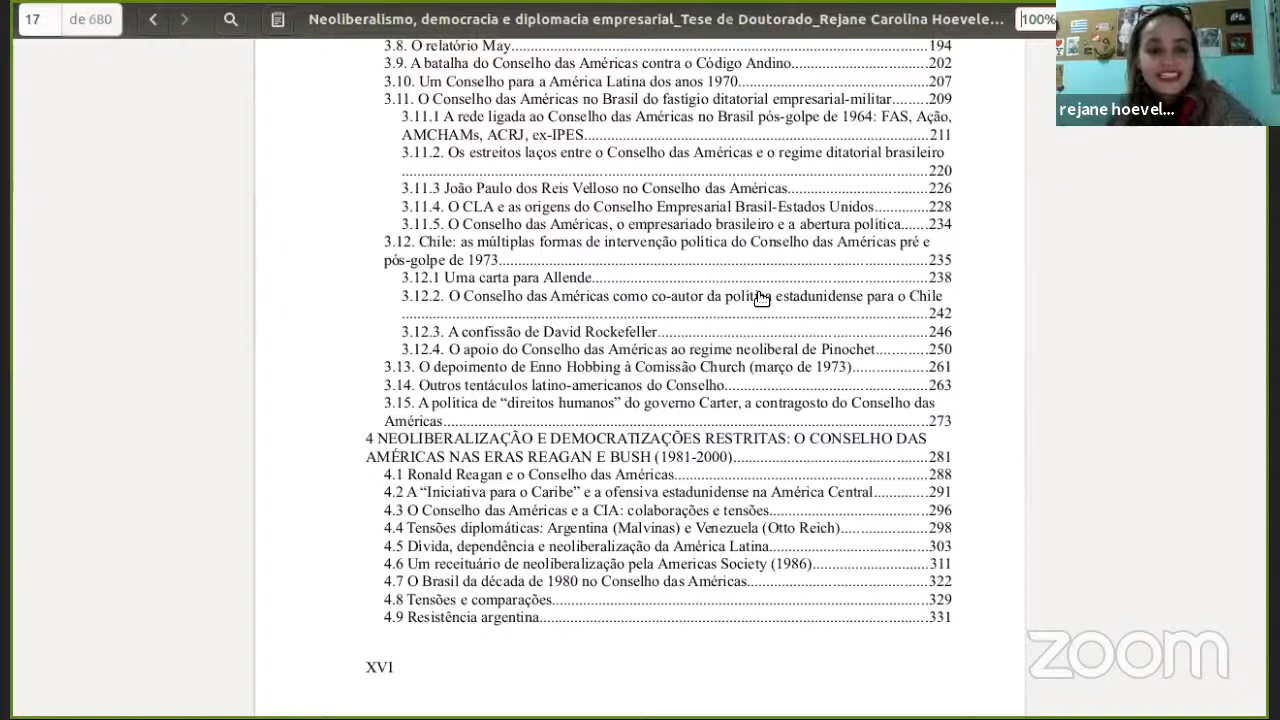 17
de 680
Neoliberalismo, democracia e diplomacia empresarial_Tese de Doutorado_Rejane Carolina Hoevele...
100%
rejane hoevel...
3.8. O relatório May...194
3.9. A batalha do Conselho das Américas contra o Código Andino...202
3.10. Um Conselho para a América Latina dos anos 1970...207
3.11. O Conselho das Américas no Brasil do fastígio ditatorial empresarial-militar...209
3.11.1 A rede ligada ao Conselho das Américas no Brasil pós-golpe de 1964: FAS, Ação,
AMCHAMs, ACRJ, ex-IPES...211
3.11.2. Os estreitos laços entre o Conselho das Américas e o regime ditatorial brasileiro
...220
3.11.3 João Paulo dos Reis Velloso no Conselho das Américas...226
3.11.4. O CLA e as origens do Conselho Empresarial Brasil-Estados Unidos...228
3.11.5. O Conselho das Américas, o empresariado brasileiro e a abertura política...234
3.12. Chile: as múltiplas formas de intervenção política do Conselho das Américas pré e
pós-golpe de 1973...235
3.12.1 Uma carta para Allende...238
3.12.2. O Conselho das Américas como co-autor da política estadunidense para o Chile
...242
3.12.3. A confissão de David Rockefeller...246
3.12.4. O apoio do Conselho das Américas ao regime neoliberal de Pinochet...250
3.13. O depoimento de Enno Hobbing à Comissão Church (março de 1973)...261
3.14. Outros tentáculos latino-americanos do Conselho...263
3.15. A política de “direitos humanos” do governo Carter, a contragosto do Conselho das
Américas...273
4 NEOLIBERALIZAÇÃO E DEMOCRATIZAÇÕES RESTRITAS: O CONSELHO DAS
AMÉRICAS NAS ERAS REAGAN E BUSH (1981-2000)...281
4.1 Ronald Reagan e o Conselho das Américas...288
4.2 A “Iniciativa para o Caribe” e a ofensiva estadunidense na América Central...291
4.3 O Conselho das Américas e a CIA: colaborações e tensões...296
4.4 Tensões diplomáticas: Argentina (Malvinas) e Venezuela (Otto Reich)...298
4.5 Dívida, dependência e neoliberalização da América Latina...303
4.6 Um receituário de neoliberalização pela Americas Society (1986)...311
4.7 O Brasil da década de 1980 no Conselho das Américas...322
4.8 Tensões e comparações...329
4.9 Resistência argentina...331
XVI
zoom